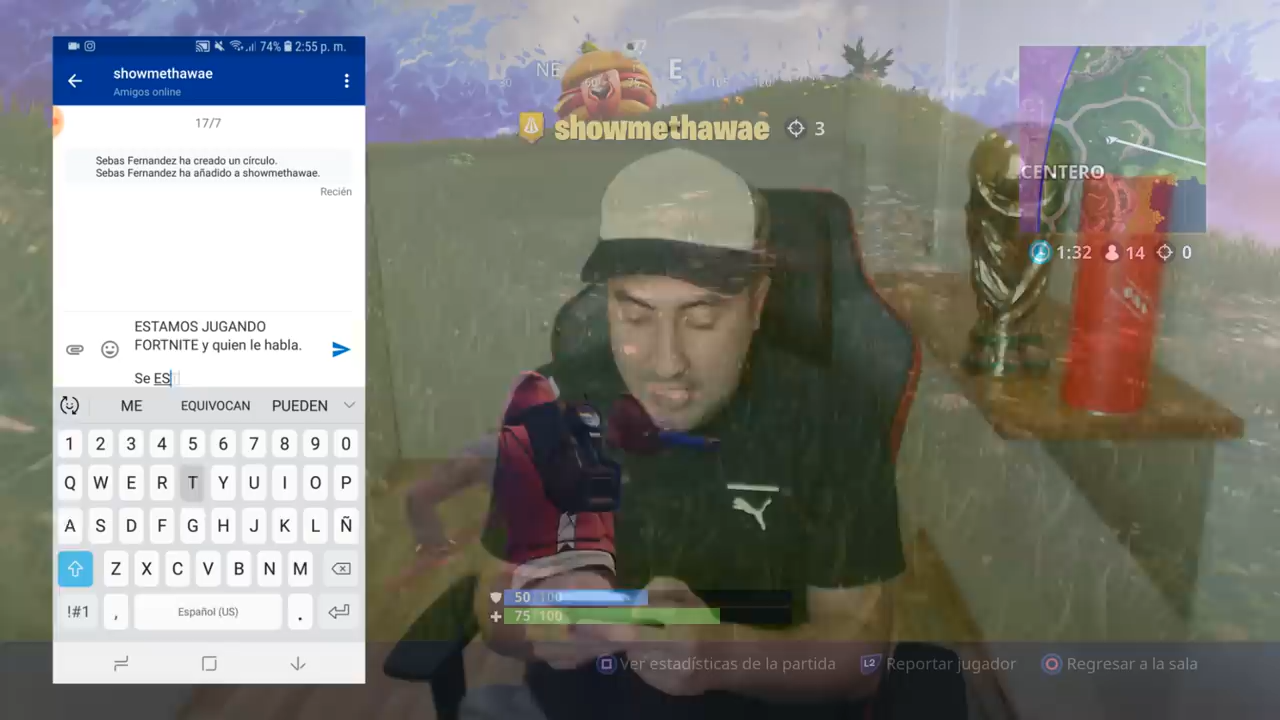 74% 2:55 p. m.
showmethawae
Amigos online
17/7
Sebas Fernandez ha creado un círculo.
Sebas Fernandez ha añadido a showmethawae.
Recién
ESTAMOS JUGANDO
FORTNITE y quien le habla.
Se ES
ME EQUIVOCAN PUEDEN
1 2 3 4 5 6 7 8 9 0
Q W E R T Y U I O P
A S D F G H J K L Ñ
Z X C V B N M
!#1 , Español (US) .
NE E
showmethawae 3
CENTERO
1:32 14 0
50 100
75 100
Ver estadísticas de la partida L2 Reportar jugador Regresar a la sala